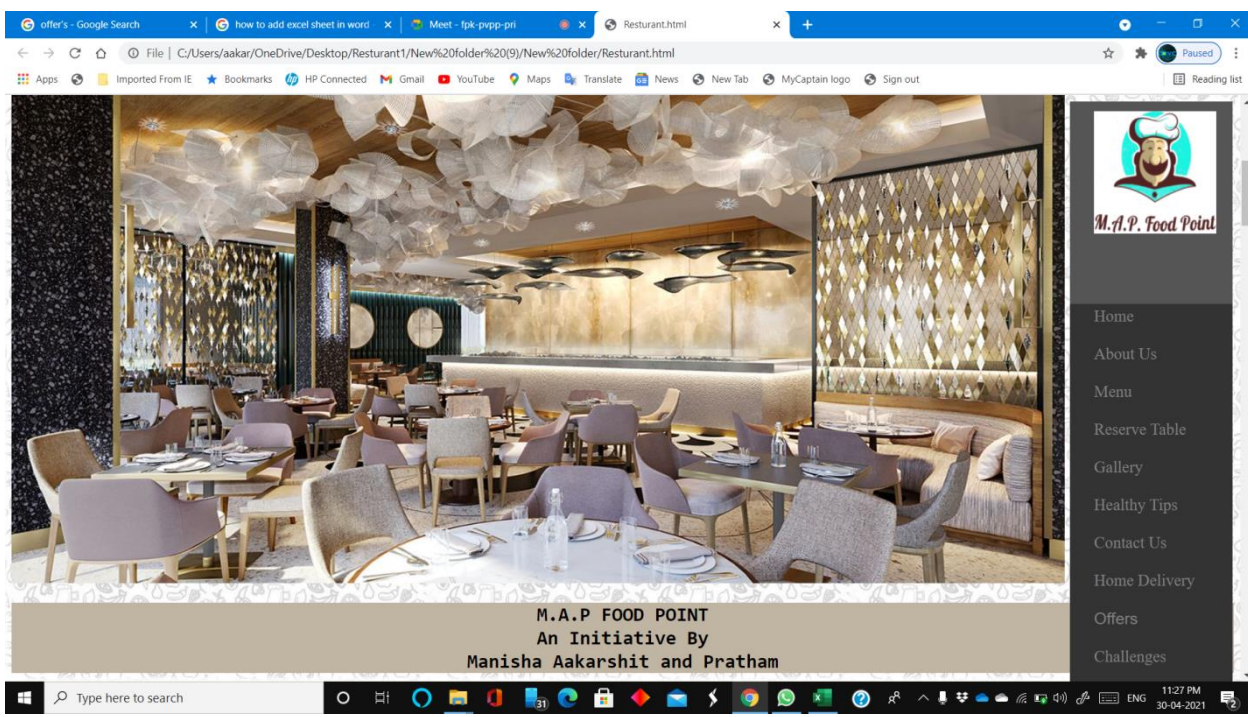 offer's - Google Search
how to add excel sheet in word
Meet - fpk-pvpp-pri
Resturant.html
File | C:/Users/aakar/OneDrive/Desktop/Resturant1/New%20folder%20(9)/New%20folder/Resturant.html
Paused
Apps
Imported From IE
Bookmarks
HP Connected
Gmail
YouTube
Maps
Translate
News
New Tab
MyCaptain logo
Sign out
Reading list
M.A.P. Food Point
Home
About Us
Menu
Reserve Table
Gallery
Healthy Tips
Contact Us
Home Delivery
Offers
Challenges
M.A.P FOOD POINT
An Initiative By
Manisha Aakarshit and Pratham
Type here to search
31
ENG
11:27 PM
30-04-2021
2